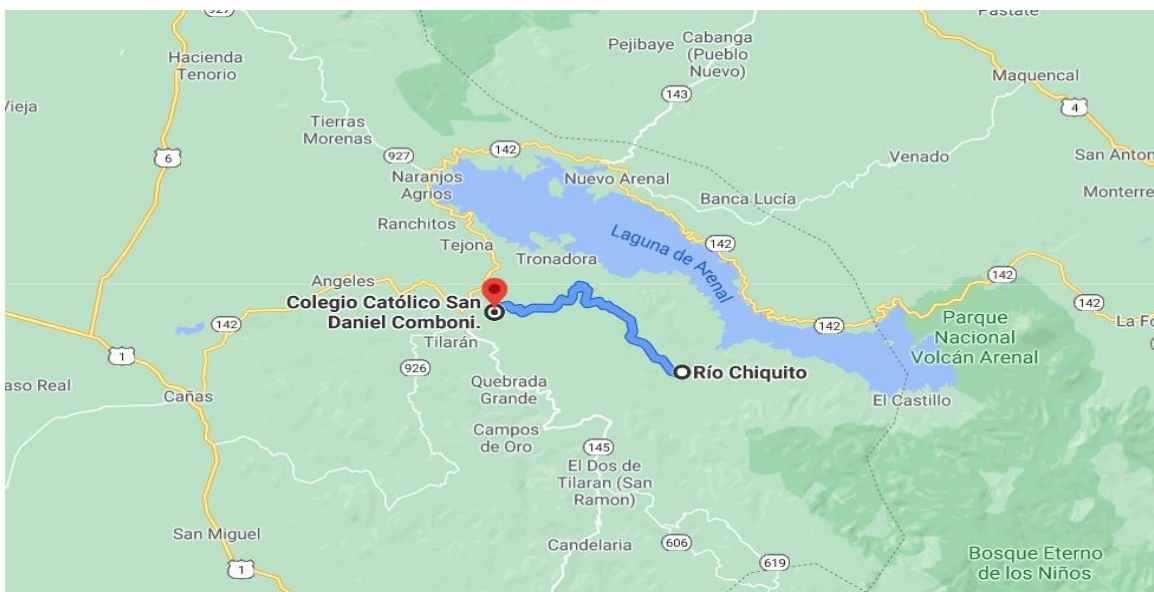 927
Pastate
Hacienda
Tenorio
Pejibaye
Cabanga
(Pueblo
Nuevo)
Maquencal
143
4
Vieja
Tierras
Morenas
6
927
142
Venado
San Anton
Naranjos
Agrios
Nuevo Arenal
Banca Lucía
Monterre
Ranchitos
Tejona
Laguna de Arenal
142
Tronadora
Angeles
142
Colegio Católico San
Daniel Comboni.
142
142
Parque
Nacional
Volcán Arenal
La Fo
Tilarán
1
926
Río Chiquito
aso Real
Cañas
Quebrada
Grande
El Castillo
Campos
de Oro
145
El Dos de
Tilaran (San
Ramon)
San Miguel
Candelaria
606
619
1
Bosque Eterno
de los Niños